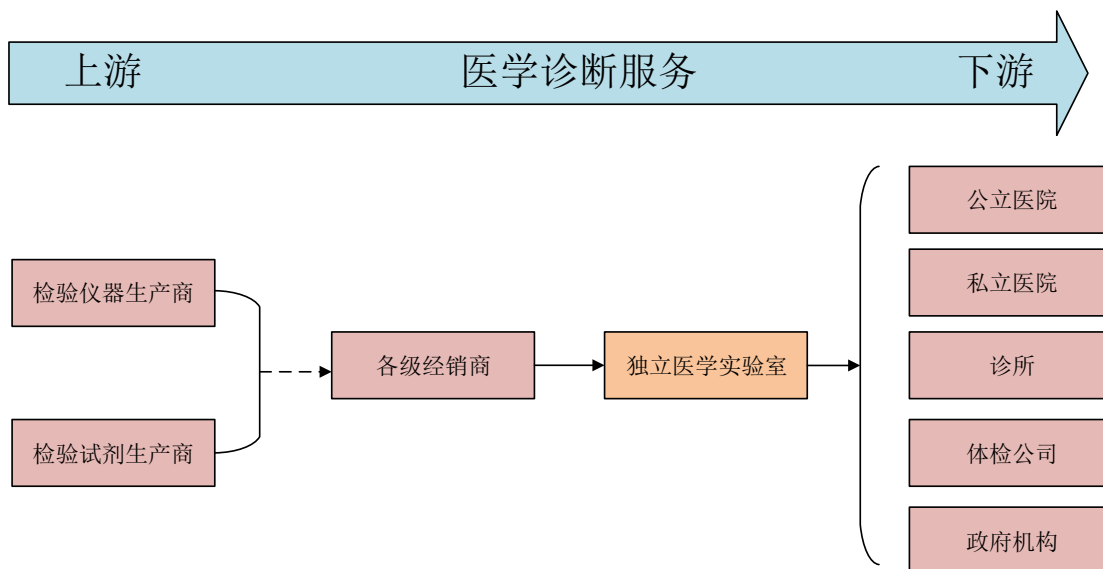 上游
医学诊断服务
下游
检验仪器生产商
检验试剂生产商
各级经销商
独立医学实验室
公立医院
私立医院
诊所
体检公司
政府机构